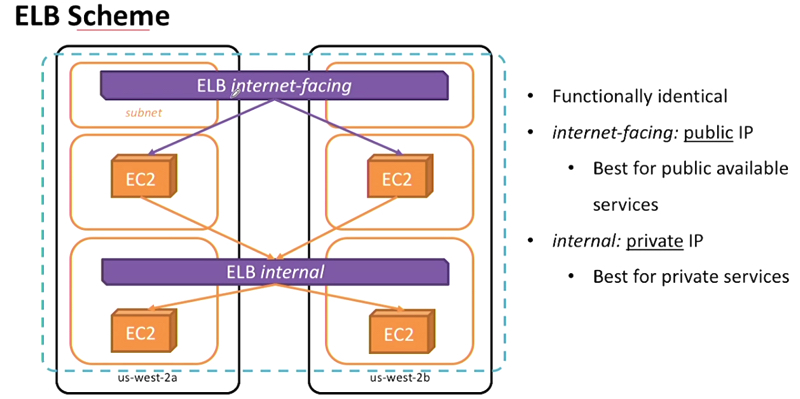 ELB Scheme
ELB internet-facing
subnet
EC2
EC2
ELB internal
EC2
EC2
us-west-2a
us-west-2b
• Functionally identical
• internet-facing: public IP
• Best for public available
services
• internal: private IP
• Best for private services